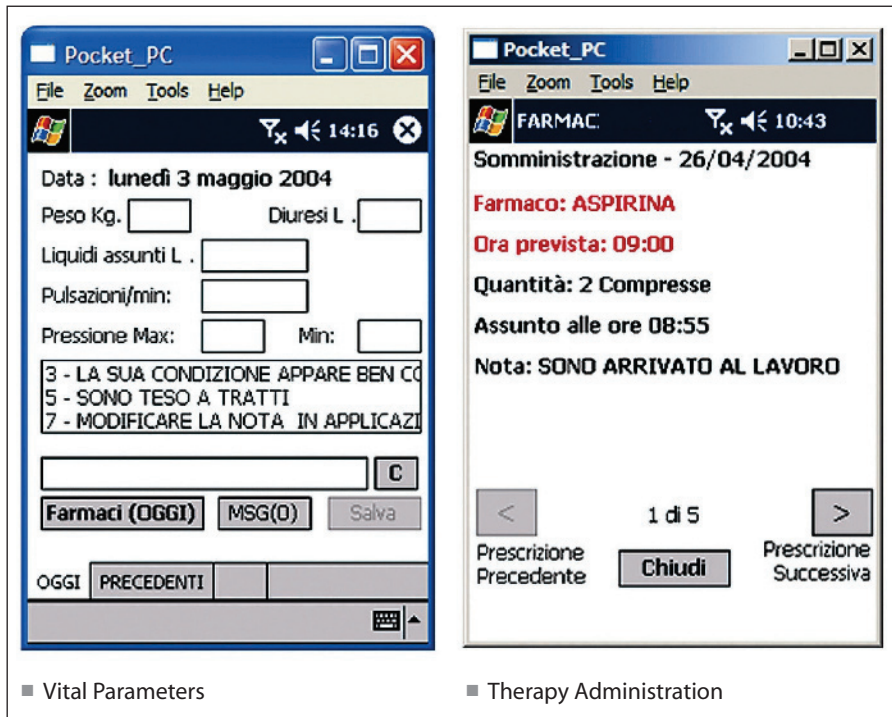 Pocket_PC
File Zoom Tools Help
14:16
Data : lunedì 3 maggio 2004
Peso Kg. Diuresi L .
Liquidi assunti L .
Pulsazioni/min:
Pressione Max: Min:
3 - LA SUA CONDIZIONE APPARE BEN CO
5 - SONO TESO A TRATTI
7 - MODIFICARE LA NOTA IN APPLICAZI
C
Farmaci (OGGI) MSG(0) Salva
OGGI PRECEDENTI
Vital Parameters
Pocket_PC
File Zoom Tools Help
FARMAC 10:43
Somministrazione - 26/04/2004
Farmaco: ASPIRINA
Ora prevista: 09:00
Quantità: 2 Compresse
Assunto alle ore 08:55
Nota: SONO ARRIVATO AL LAVORO
< 1 di 5 >
Prescrizione Precedente Chiudi Prescrizione Successiva
Therapy Administration